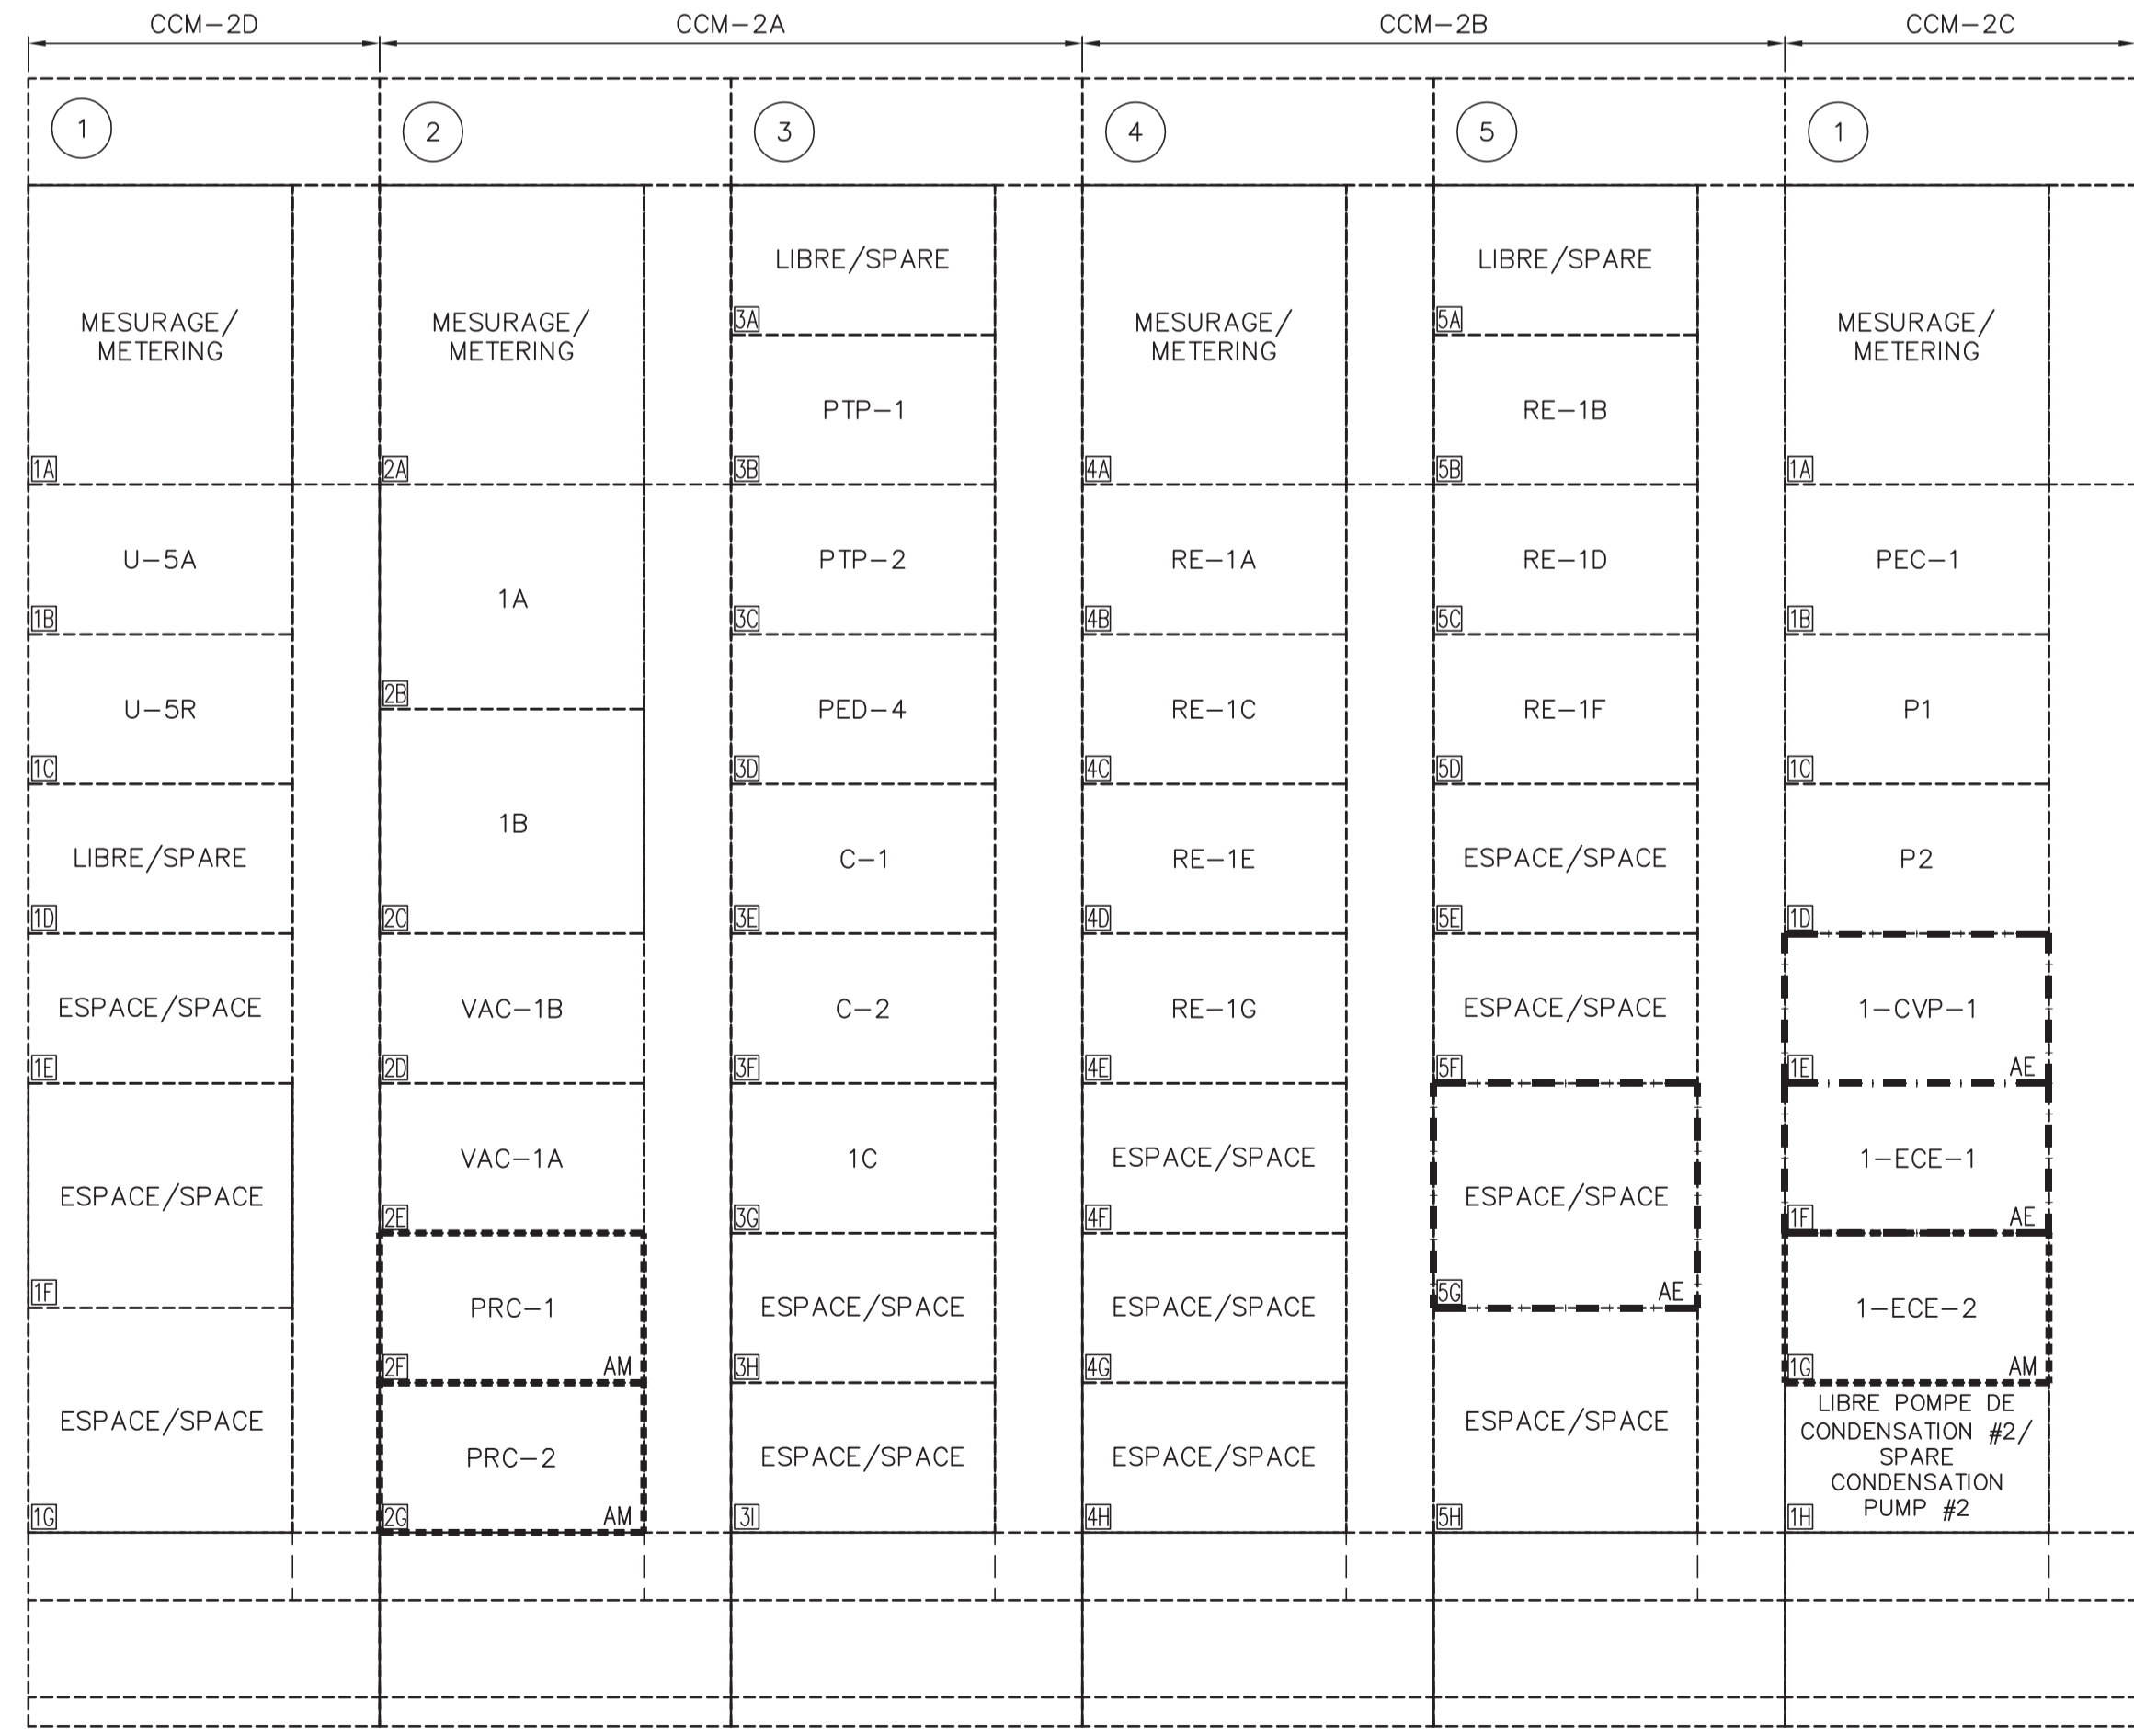 CCM-2D
CCM-2A
CCM-2B
CCM-2C
1
2
3
4
5
1
MESURAGE/
METERING
1A
U-5A
1B
U-5R
1C
LIBRE/SPARE
1D
ESPACE/SPACE
1E
ESPACE/SPACE
1F
ESPACE/SPACE
1G
MESURAGE/
METERING
2A
1A
2B
1B
2C
VAC-1B
2D
VAC-1A
2E
PRC-1
2F AM
PRC-2
2G AM
LIBRE/SPARE
3A
PTP-1
3B
PTP-2
3C
PED-4
3D
C-1
3E
C-2
3F
1C
3G
ESPACE/SPACE
3H
ESPACE/SPACE
3I
MESURAGE/
METERING
4A
RE-1A
4B
RE-1C
4C
RE-1E
4D
RE-1G
4E
ESPACE/SPACE
4F
ESPACE/SPACE
4G
ESPACE/SPACE
4H
LIBRE/SPARE
5A
RE-1B
5B
RE-1D
5C
RE-1F
5D
ESPACE/SPACE
5E
ESPACE/SPACE
5F
ESPACE/SPACE
5G AE
ESPACE/SPACE
5H
MESURAGE/
METERING
1A
PEC-1
1B
P1
1C
P2
1D
1-CVP-1
1E AE
1-ECE-1
1F AE
1-ECE-2
1G AM
LIBRE POMPE DE
CONDENSATION #2/
SPARE
CONDENSATION
PUMP #2
1H